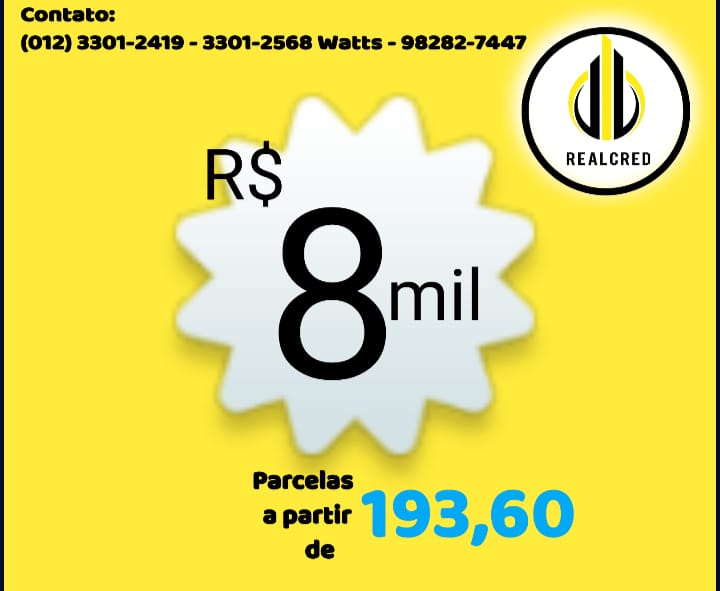 Contato:
(012) 3301-2419 - 3301-2568 Watts - 98282-7447
REALCRED
R$
8 mil
Parcelas
a partir
de
193,60